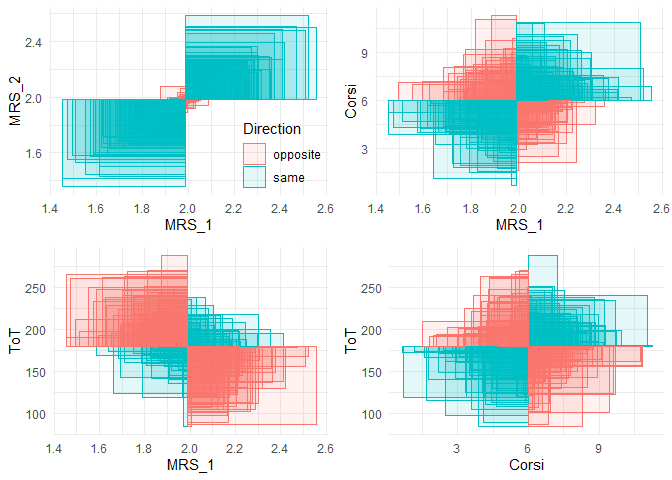 MRS_2
2.4
2.0
1.6
1.4 1.6 1.8 2.0 2.2 2.4 2.6
MRS_1
Direction
opposite
same
Corsi
9
6
3
1.4 1.6 1.8 2.0 2.2 2.4 2.6
MRS_1
ToT
250
200
150
100
1.4 1.6 1.8 2.0 2.2 2.4 2.6
MRS_1
ToT
250
200
150
100
3 6 9
Corsi